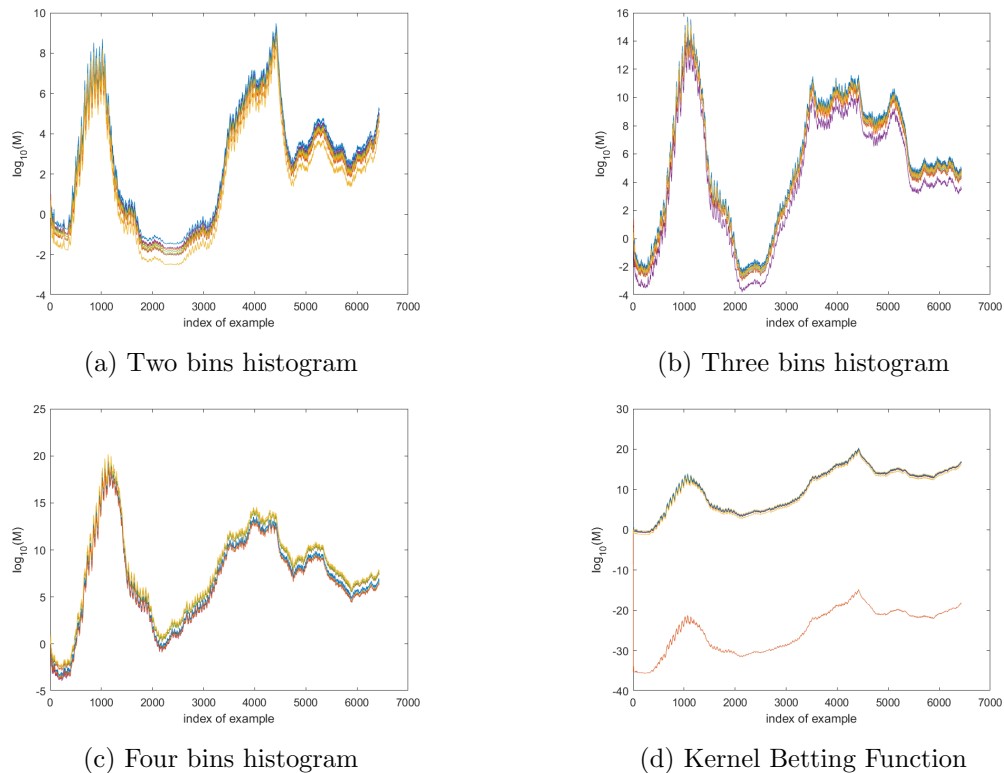 10
8
6
4
2
0
-2
-4
log10(M)
0 1000 2000 3000 4000 5000 6000 7000
index of example
(a) Two bins histogram
16
14
12
10
8
6
4
2
0
-2
-4
log10(M)
0 1000 2000 3000 4000 5000 6000 7000
index of example
(b) Three bins histogram
25
20
15
10
5
0
-5
log10(M)
0 1000 2000 3000 4000 5000 6000 7000
index of example
(c) Four bins histogram
30
20
10
0
-10
-20
-30
-40
log10(M)
0 1000 2000 3000 4000 5000 6000 7000
index of example
(d) Kernel Betting Function